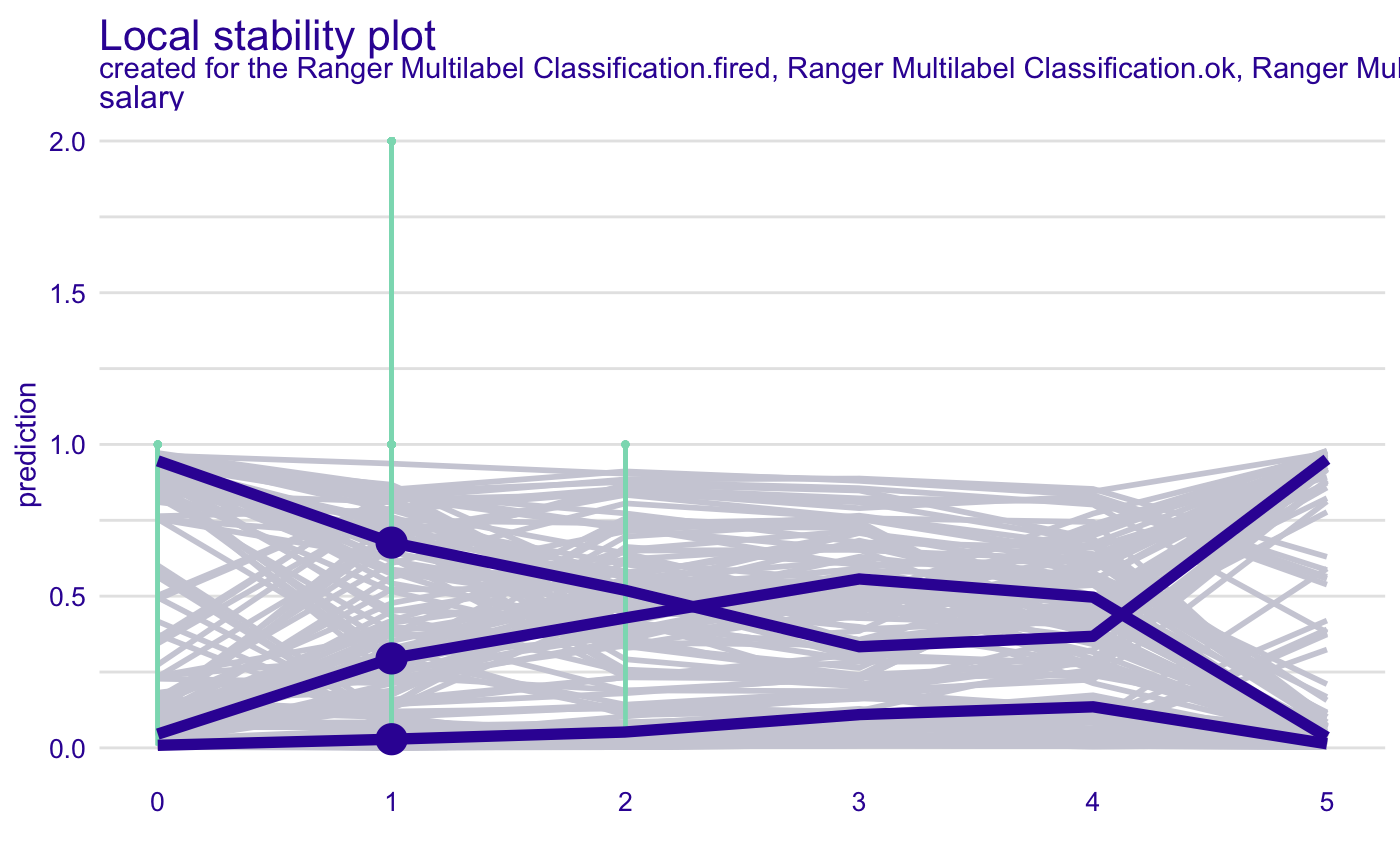 Local stability plot
created for the Ranger Multilabel Classification.fired, Ranger Multilabel Classification.ok, Ranger
salary
2.0
1.5
1.0
0.5
0.0
prediction
0 1 2 3 4 5